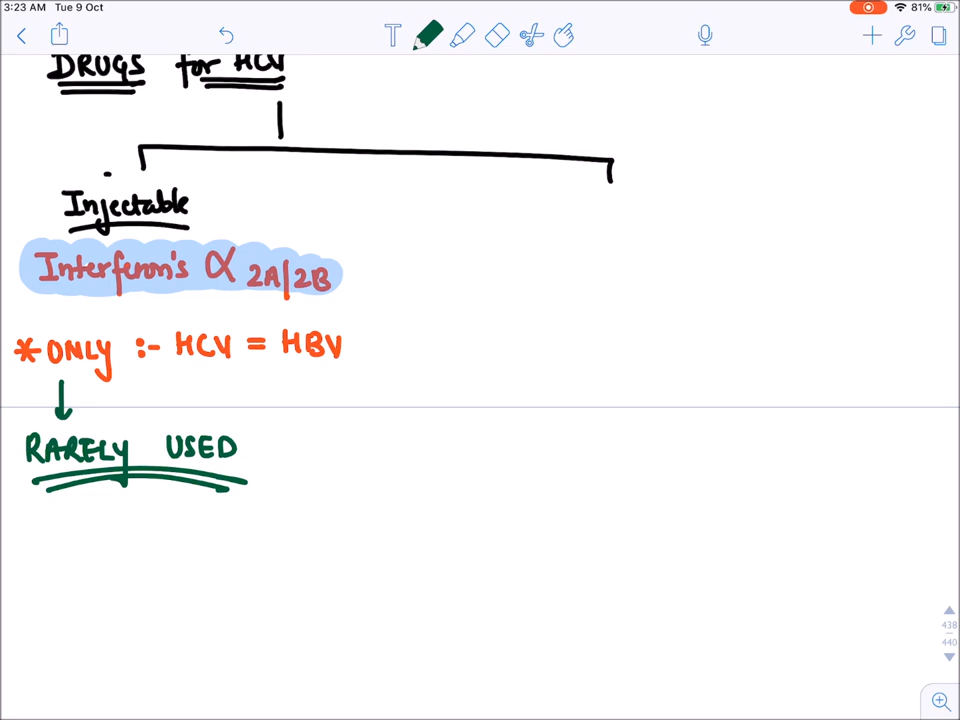 3:23 AM Tue 9 Oct 81%
T
DRUGS for HCV
Injectable
Interferon's α 2A/2B
*ONLY :- HCV = HBV
RARELY USED
438
440